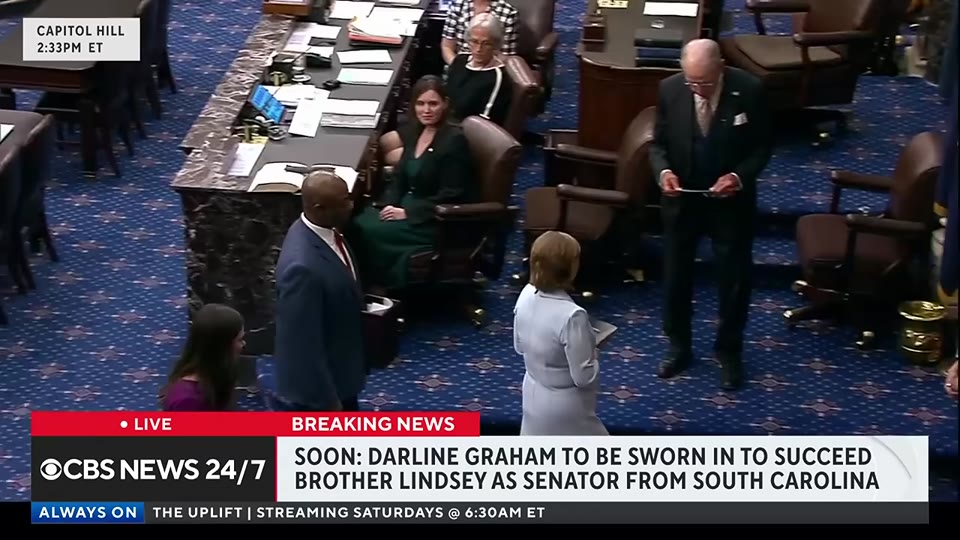 CAPITOL HILL
2:33PM ET
• LIVE
BREAKING NEWS
CBS NEWS 24/7
SOON: DARLINE GRAHAM TO BE SWORN IN TO SUCCEED
BROTHER LINDSEY AS SENATOR FROM SOUTH CAROLINA
ALWAYS ON
THE UPLIFT | STREAMING SATURDAYS @ 6:30AM ET